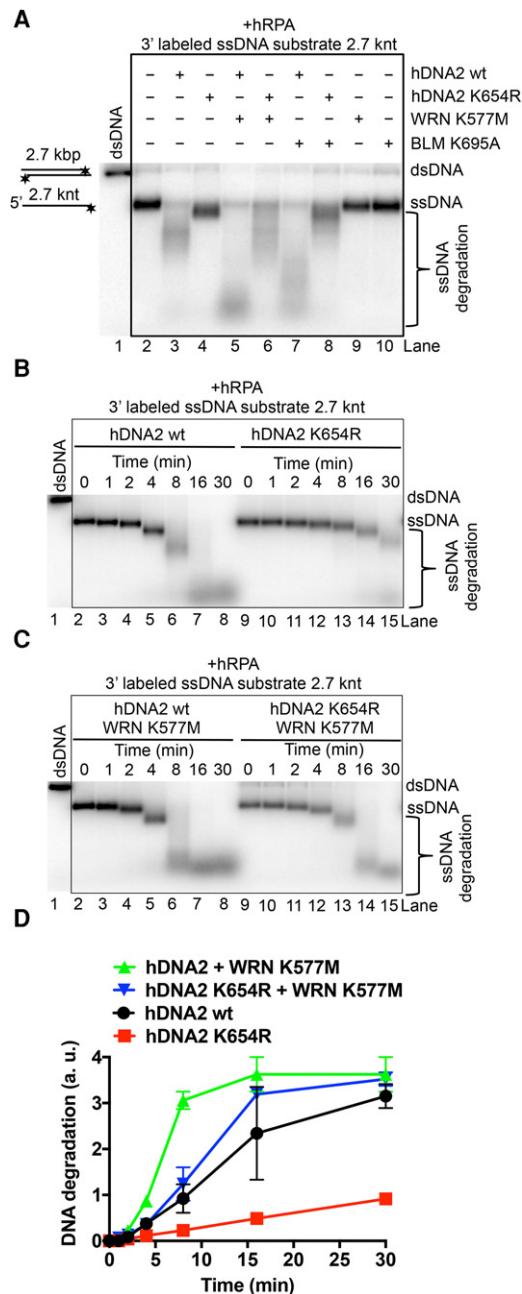 A
+hRPA
3' labeled ssDNA substrate 2.7 knt
dsDNA
– + – + – + – – – hDNA2 wt
– – + – + – + – – hDNA2 K654R
– – – + + – – + – WRN K577M
– – – – – + + – + BLM K695A
2.7 kbp
2.7 knt
5'
dsDNA
ssDNA
ssDNA degradation
1 2 3 4 5 6 7 8 9 10 Lane
B
+hRPA
3' labeled ssDNA substrate 2.7 knt
dsDNA
hDNA2 wt hDNA2 K654R
Time (min) Time (min)
0 1 2 4 8 16 30 0 1 2 4 8 16 30
dsDNA
ssDNA
ssDNA degradation
1 2 3 4 5 6 7 8 9 10 11 12 13 14 15 Lane
C
+hRPA
3' labeled ssDNA substrate 2.7 knt
dsDNA
hDNA2 wt hDNA2 K654R
WRN K577M WRN K577M
Time (min) Time (min)
0 1 2 4 8 16 30 0 1 2 4 8 16 30
dsDNA
ssDNA
ssDNA degradation
1 2 3 4 5 6 7 8 9 10 11 12 13 14 15 Lane
D
hDNA2 + WRN K577M
hDNA2 K654R + WRN K577M
hDNA2 wt
hDNA2 K654R
DNA degradation (a. u.)
4
3
2
1
0
0 5 10 15 20 25 30
Time (min)